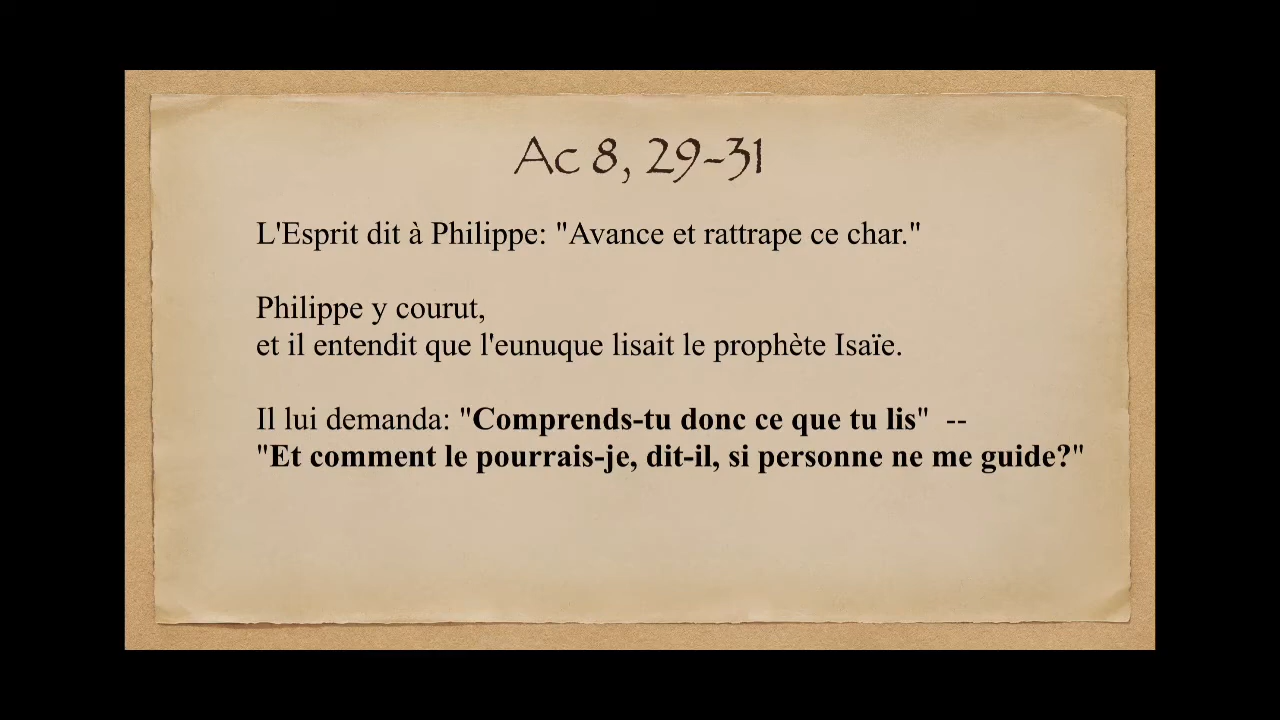 Ac 8, 29-31
L'Esprit dit à Philippe: "Avance et rattrape ce char."
Philippe y courut,
et il entendit que l'eunuque lisait le prophète Isaïe.
Il lui demanda: "Comprends-tu donc ce que tu lis"  --
"Et comment le pourrais-je, dit-il, si personne ne me guide?"